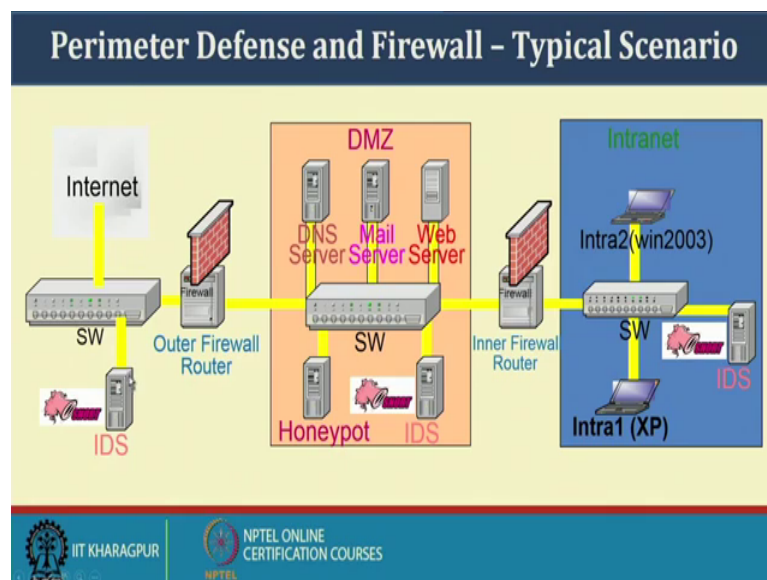 Perimeter Defense and Firewall – Typical Scenario
Internet
SW
IDS
Firewall
Outer Firewall
Router
DMZ
DNS
Server
Mail
Server
Web
Server
SW
Honeypot
IDS
Firewall
Inner Firewall
Router
Intranet
Intra2(win2003)
SW
IDS
Intra1 (XP)
IIT KHARAGPUR
NPTEL ONLINE
CERTIFICATION COURSES
NPTEL